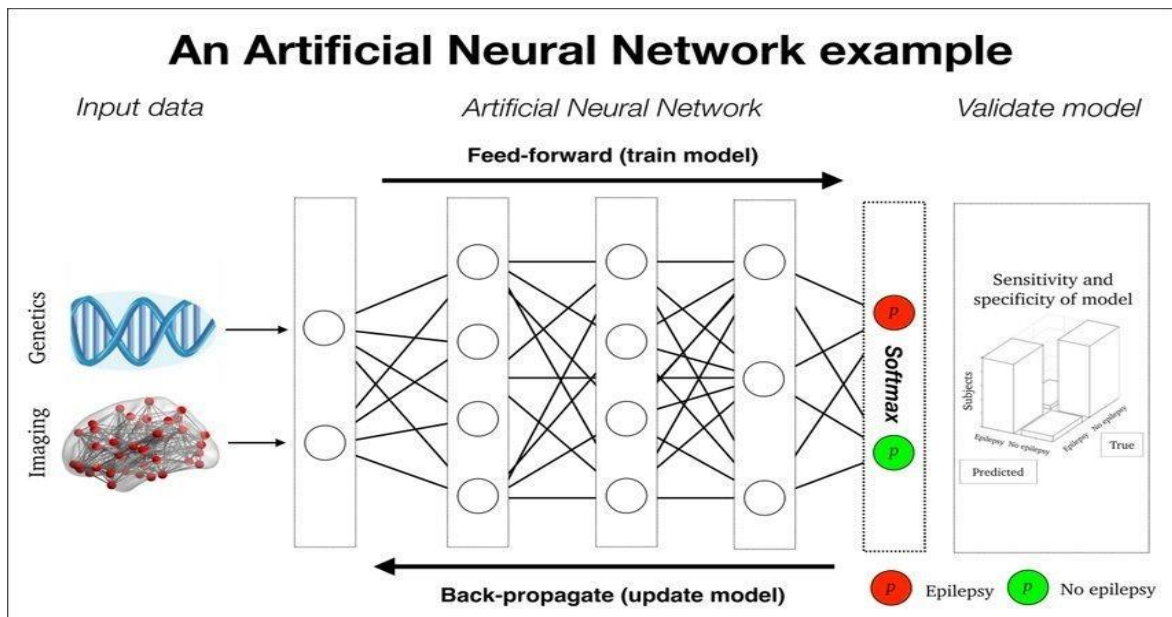 An Artificial Neural Network example
Input data
Artificial Neural Network
Validate model
Feed-forward (train model)
Genetics
Imaging
p
Softmax
p
Sensitivity and
specificity of model
Subjects
Epilepsy
No epilepsy
Epilepsy
No epilepsy
True
Predicted
Back-propagate (update model)
p Epilepsy
p No epilepsy